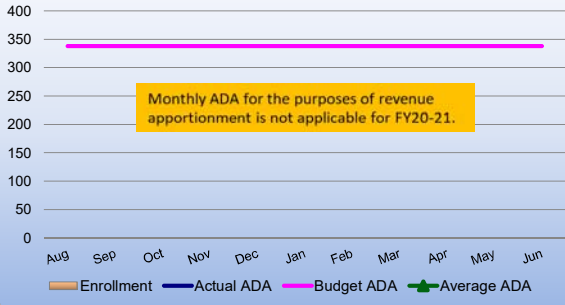 400
350
300
250
200
150
100
50
0
Monthly ADA for the purposes of revenue
apportionment is not applicable for FY20-21.
Aug Sep Oct Nov Dec Jan Feb Mar Apr May Jun
Enrollment Actual ADA Budget ADA Average ADA